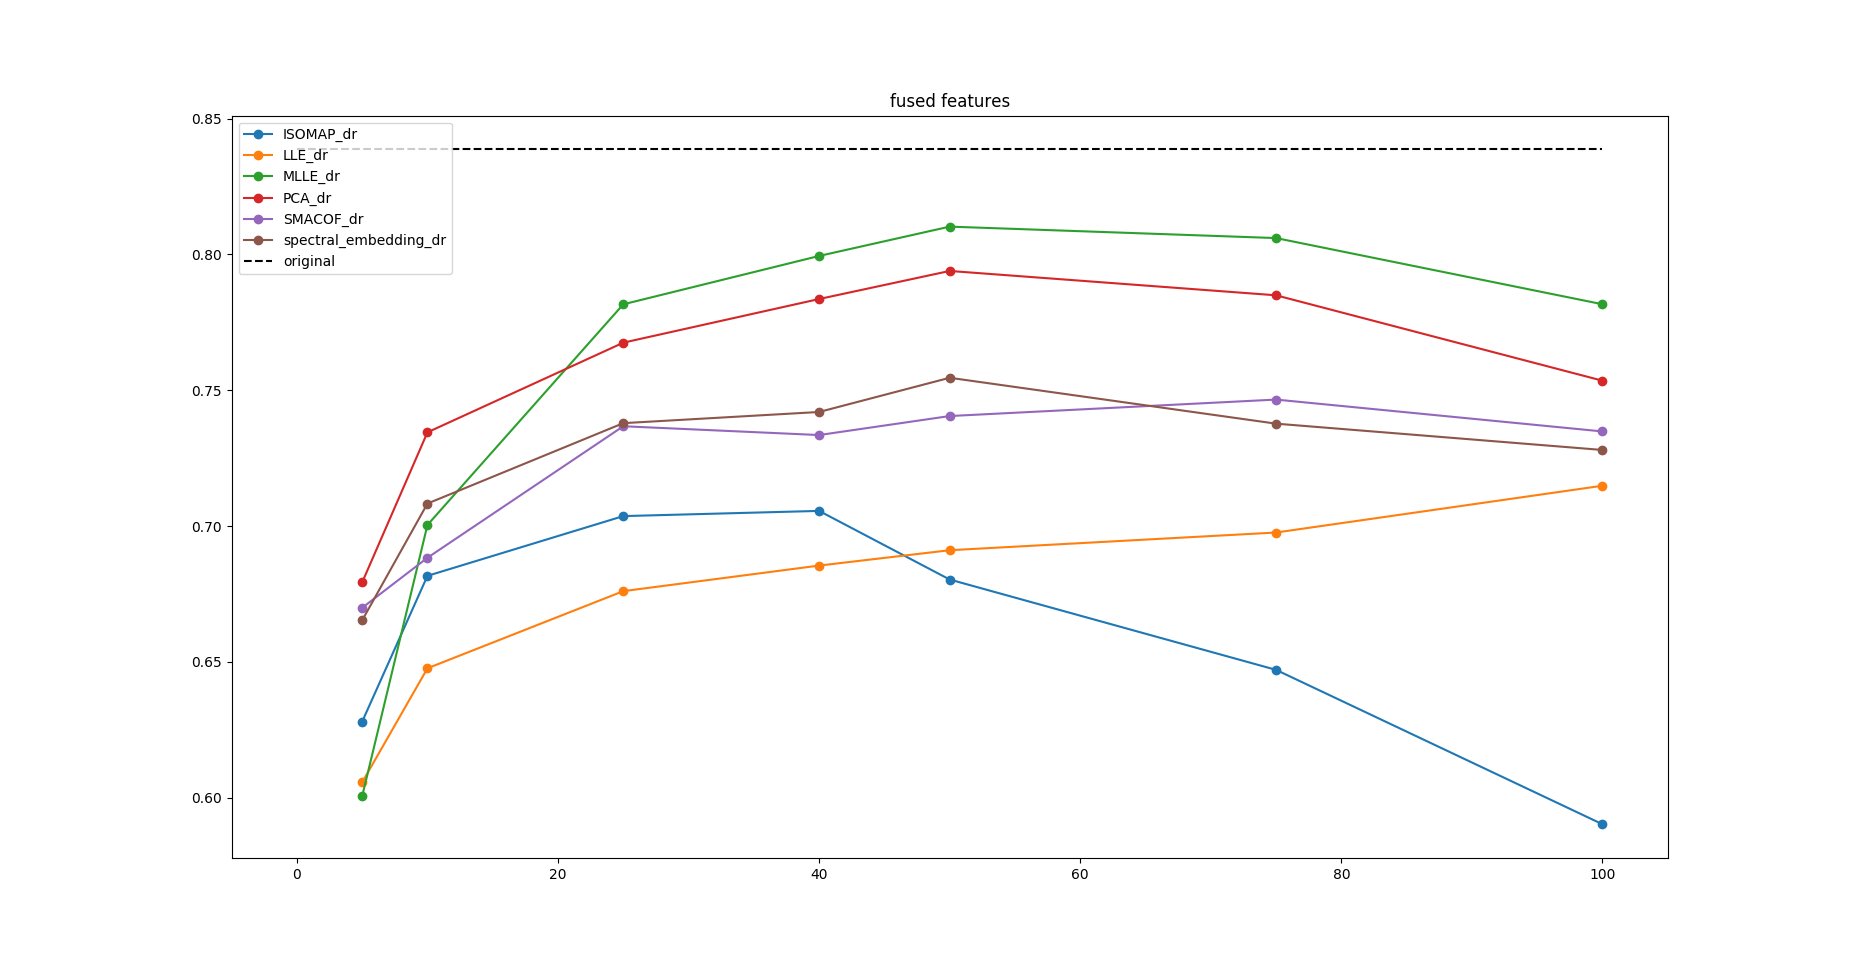 fused features
0.85
0.80
0.75
0.70
0.65
0.60
ISOMAP_dr
LLE_dr
MLLE_dr
PCA_dr
SMACOF_dr
spectral_embedding_dr
original
0 20 40 60 80 100